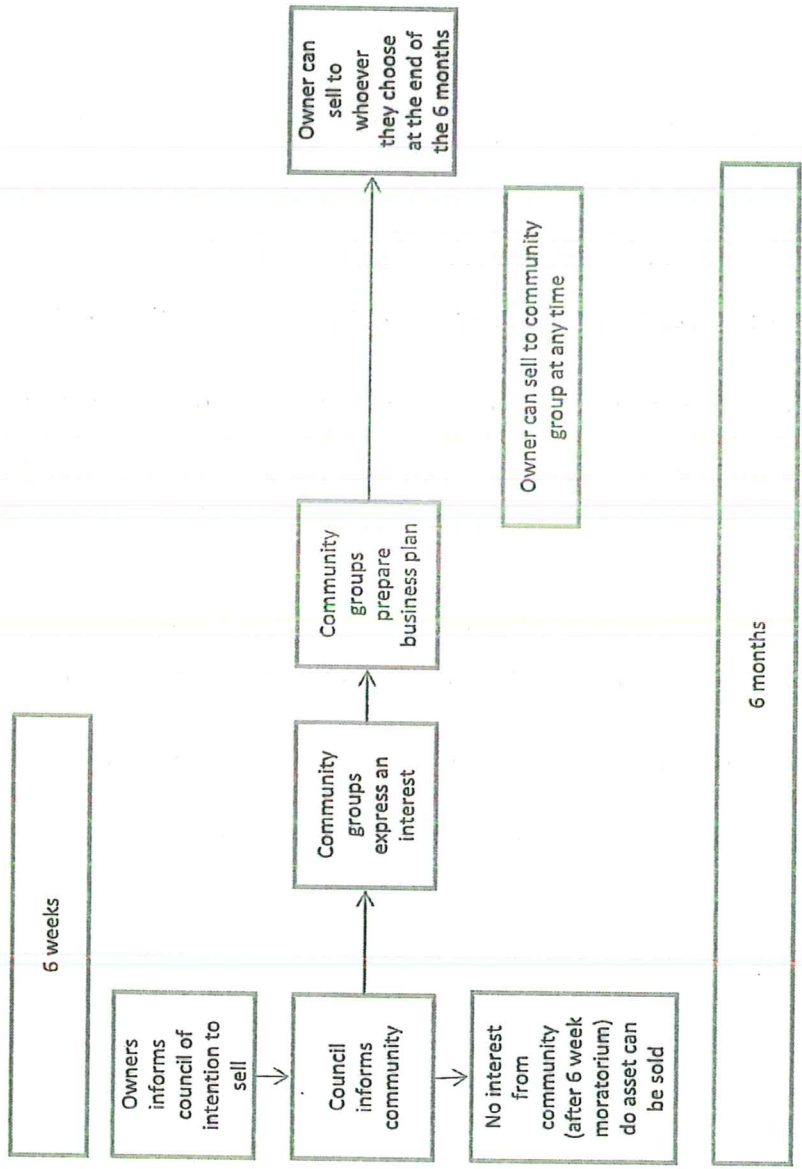 6 weeks
Owners
informs
council of
intention to
sell
Council
informs
community
Community
groups
express an
interest
Community
groups
prepare
business plan
Owner can
sell to
whoever
they choose
at the end of
the 6 months
No interest
from
community
(after 6 week
moratorium)
do asset can
be sold
Owner can sell to community
group at any time
6 months